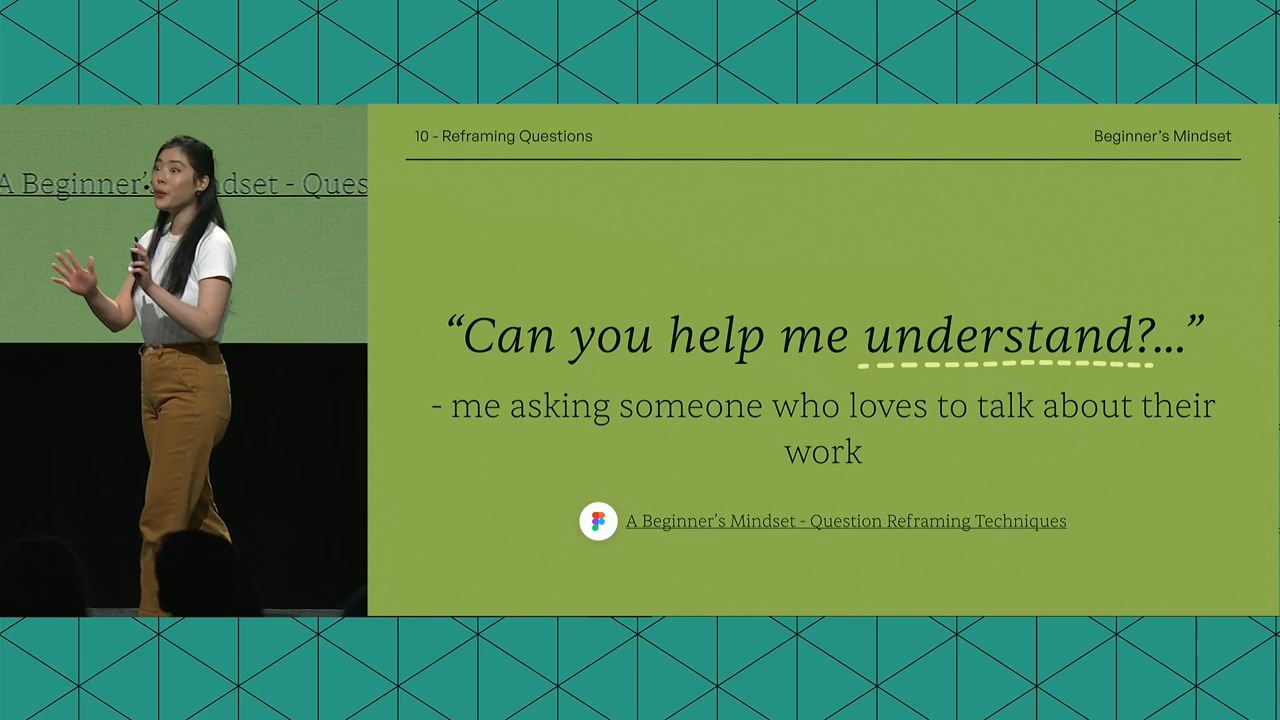 A Beginner's ndset - Ques
10 - Reframing Questions
Beginner's Mindset
“Can you help me understand?...”
- me asking someone who loves to talk about their
work
A Beginner's Mindset - Question Reframing Techniques